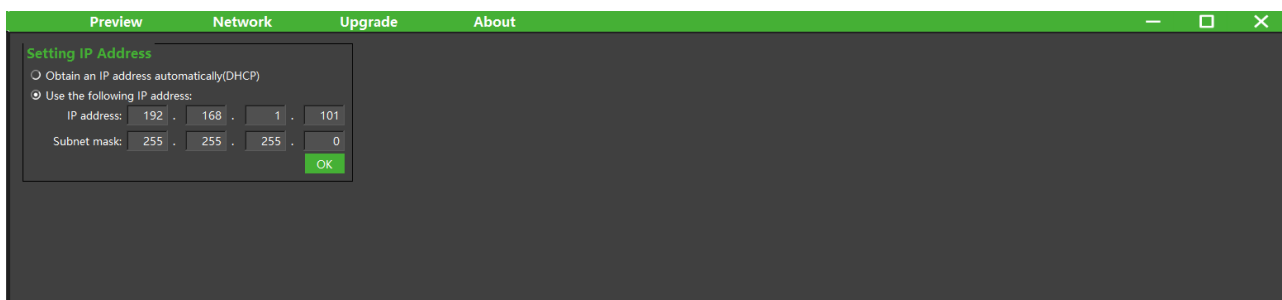 Preview Network Upgrade About
Setting IP Address
Obtain an IP address automatically(DHCP)
Use the following IP address:
IP address: 192 . 168 . 1 . 101
Subnet mask: 255 . 255 . 255 . 0
OK